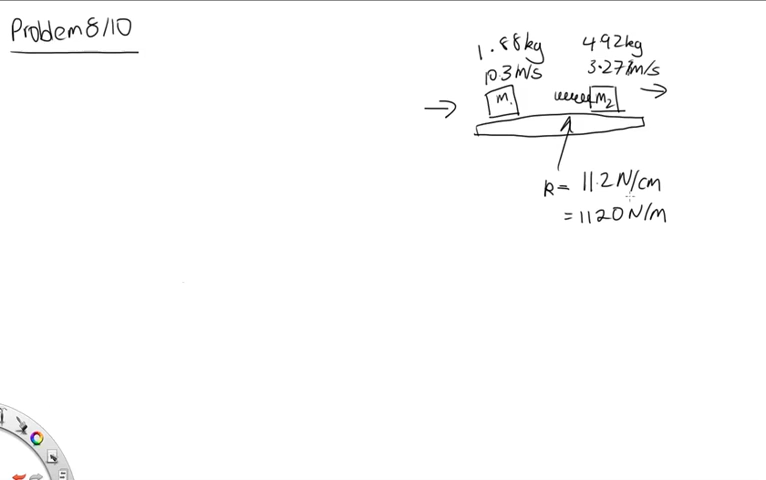 Problem 8/10
1.88kg 4.92kg
10.3m/s 3.27m/s
m₁ m₂
k = 11.2 N/cm
= 1120 N/m